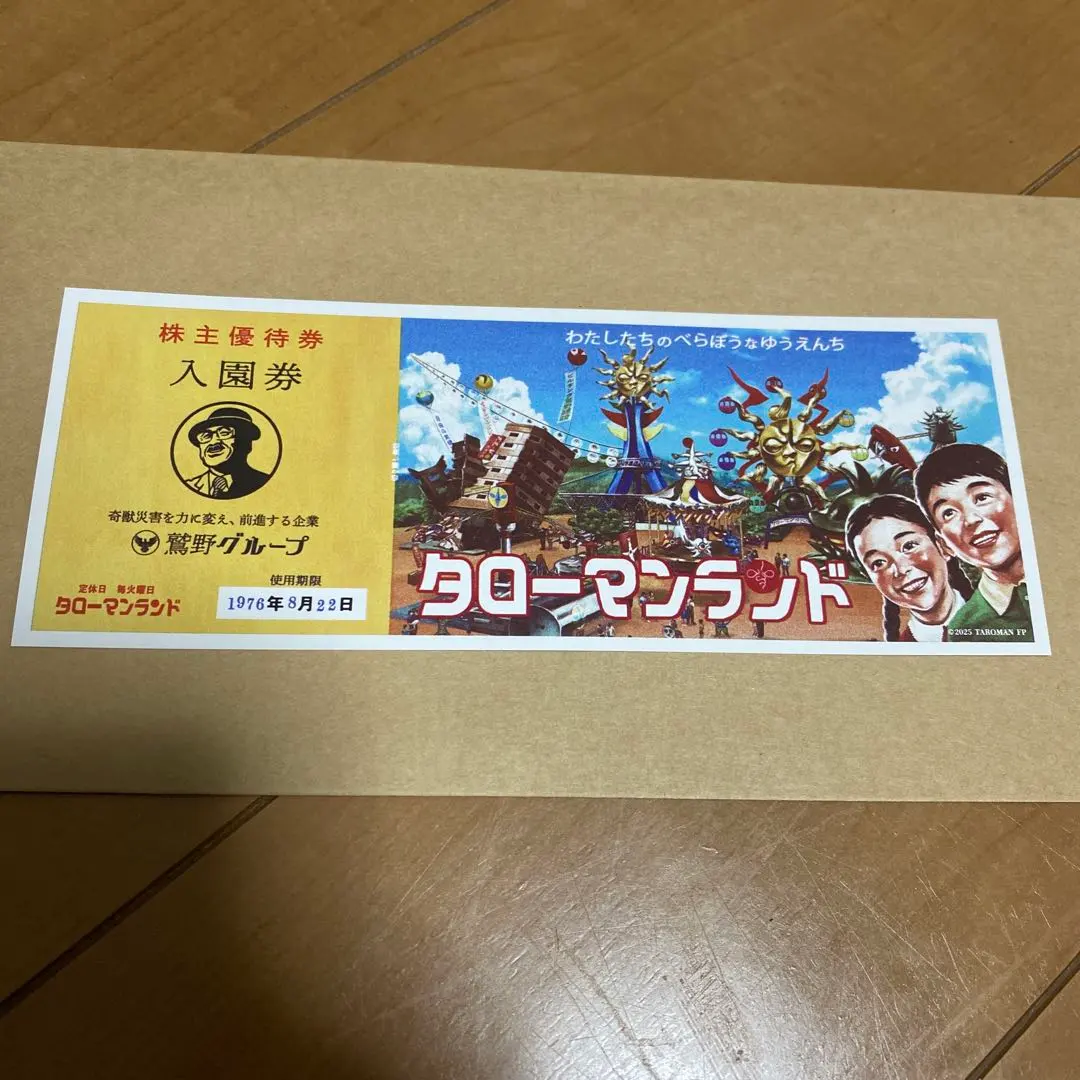 株主優待券
入園券
奇獣災害を力に変え、前進する企業
鷲野グループ
定休日 毎火曜日
タローマンランド
使用期限
1976年8月22日
わたしたちのべらぼうなゆうえんち
タローマンランド
©2025 TAROMAN FP